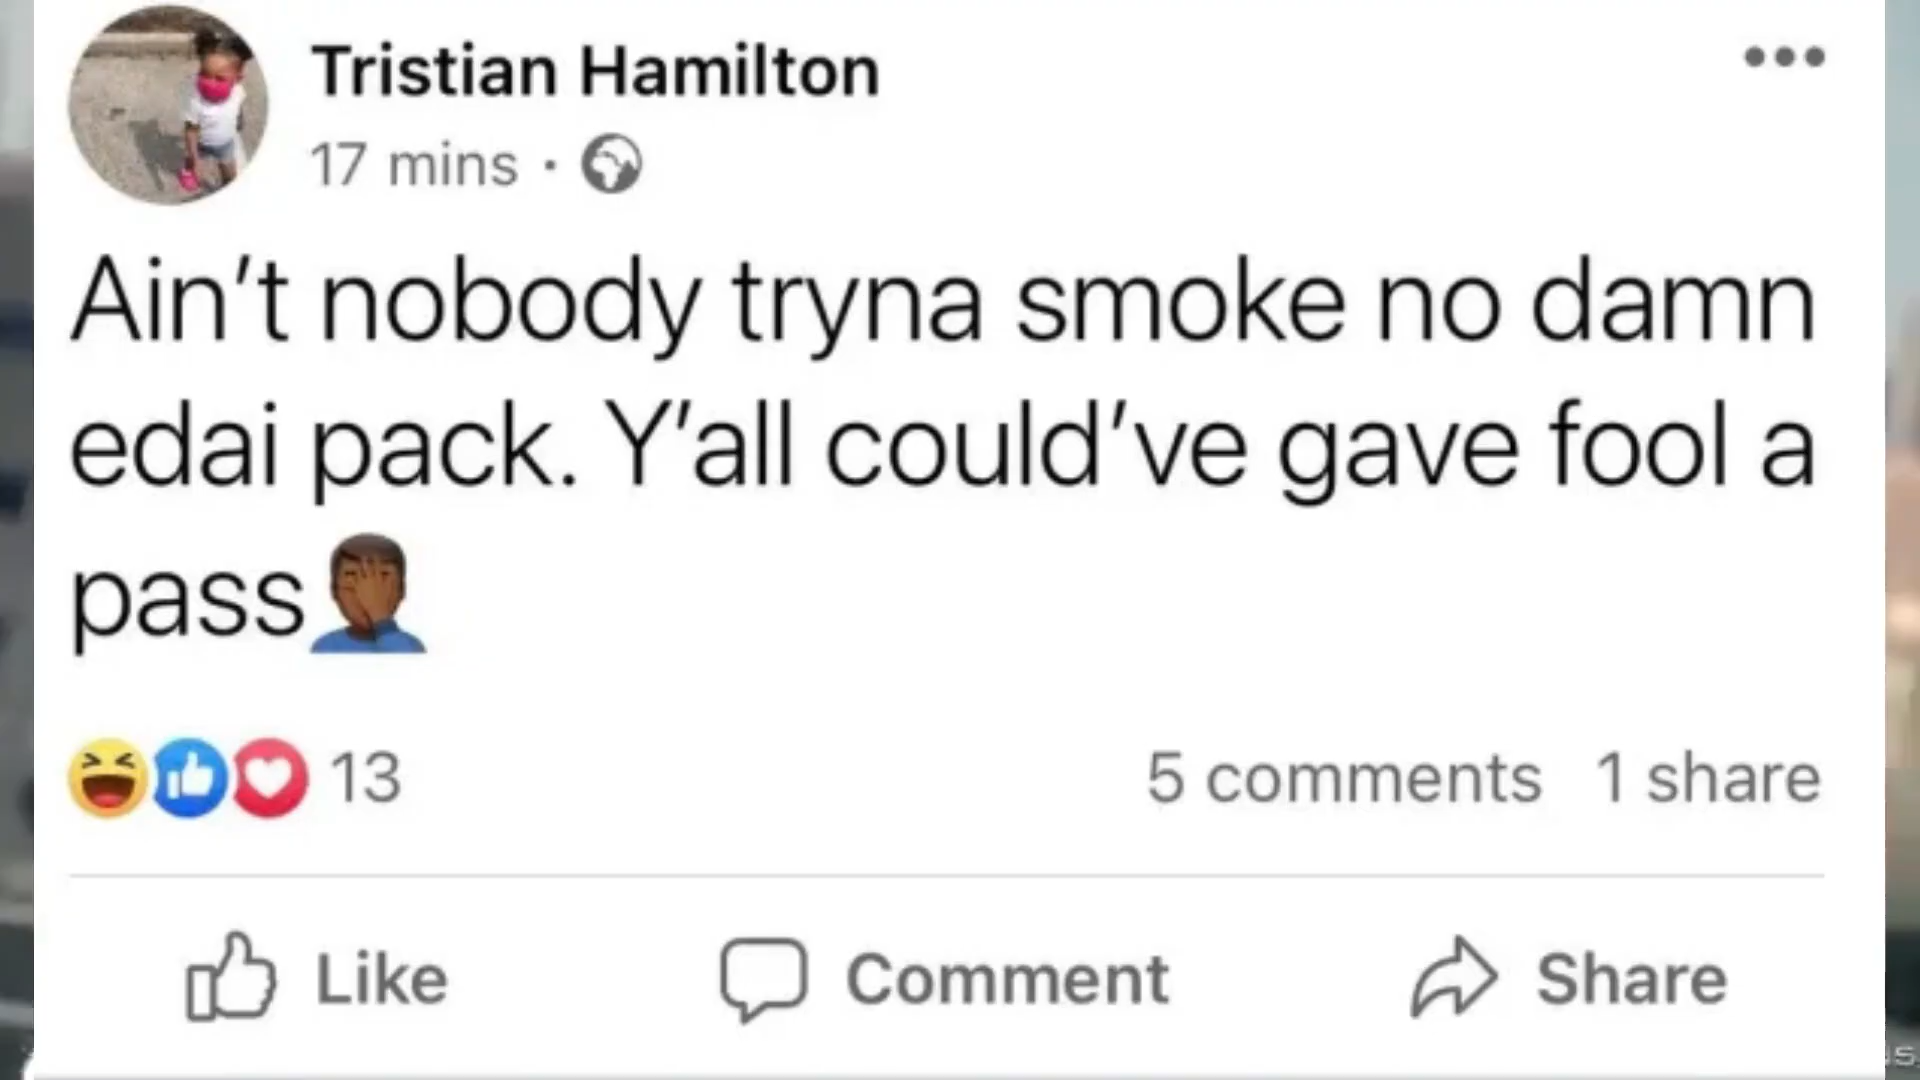 Tristian Hamilton
17 mins ·
Ain't nobody tryna smoke no damn
edai pack. Y'all could've gave fool a
pass🤦🏾‍♂️
13
5 comments 1 share
Like
Comment
Share